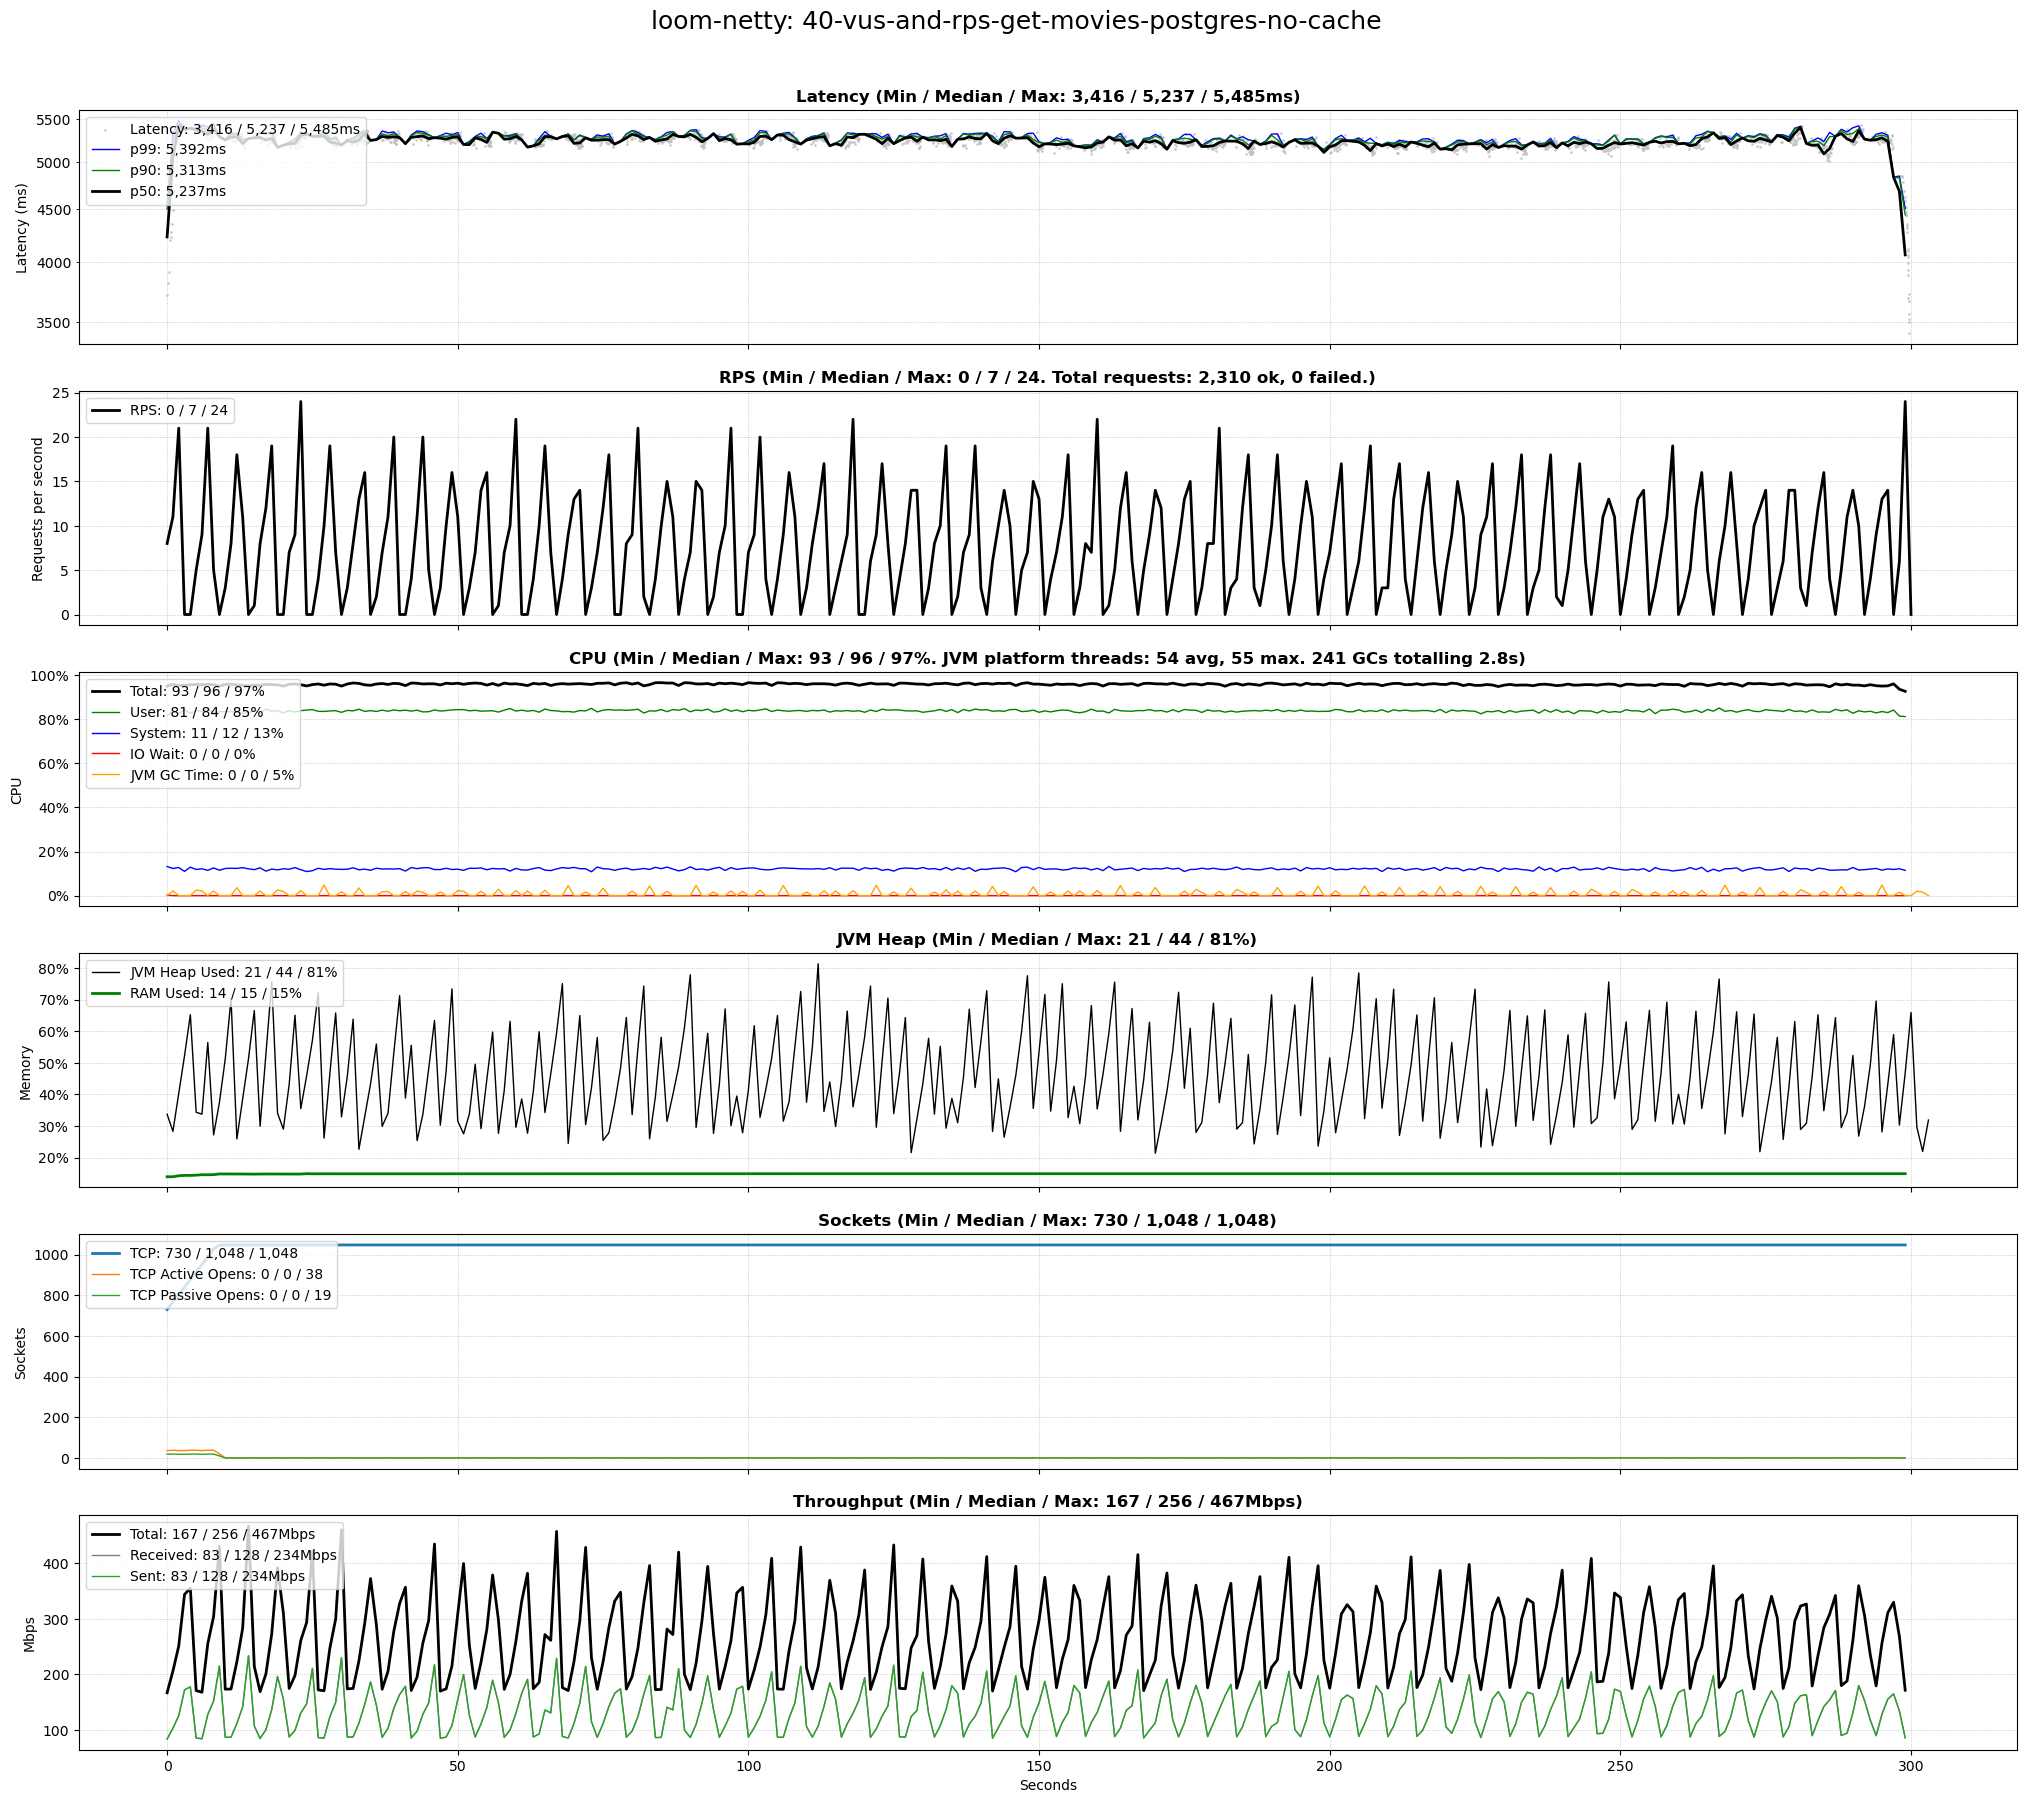 loom-netty: 40-vus-and-rps-get-movies-postgres-no-cache
Latency (Min / Median / Max: 3,416 / 5,237 / 5,485ms)
Latency (ms)
5500
5000
4500
4000
3500
Latency: 3,416 / 5,237 / 5,485ms
p99: 5,392ms
p90: 5,313ms
p50: 5,237ms
RPS (Min / Median / Max: 0 / 7 / 24. Total requests: 2,310 ok, 0 failed.)
Requests per second
25
20
15
10
5
0
RPS: 0 / 7 / 24
CPU (Min / Median / Max: 93 / 96 / 97%. JVM platform threads: 54 avg, 55 max. 241 GCs totalling 2.8s)
CPU
100%
80%
60%
40%
20%
0%
Total: 93 / 96 / 97%
User: 81 / 84 / 85%
System: 11 / 12 / 13%
IO Wait: 0 / 0 / 0%
JVM GC Time: 0 / 0 / 5%
JVM Heap (Min / Median / Max: 21 / 44 / 81%)
Memory
80%
70%
60%
50%
40%
30%
20%
JVM Heap Used: 21 / 44 / 81%
RAM Used: 14 / 15 / 15%
Sockets (Min / Median / Max: 730 / 1,048 / 1,048)
Sockets
1000
800
600
400
200
0
TCP: 730 / 1,048 / 1,048
TCP Active Opens: 0 / 0 / 38
TCP Passive Opens: 0 / 0 / 19
Throughput (Min / Median / Max: 167 / 256 / 467Mbps)
Mbps
400
300
200
100
Total: 167 / 256 / 467Mbps
Received: 83 / 128 / 234Mbps
Sent: 83 / 128 / 234Mbps
0
50
100
150
200
250
300
Seconds